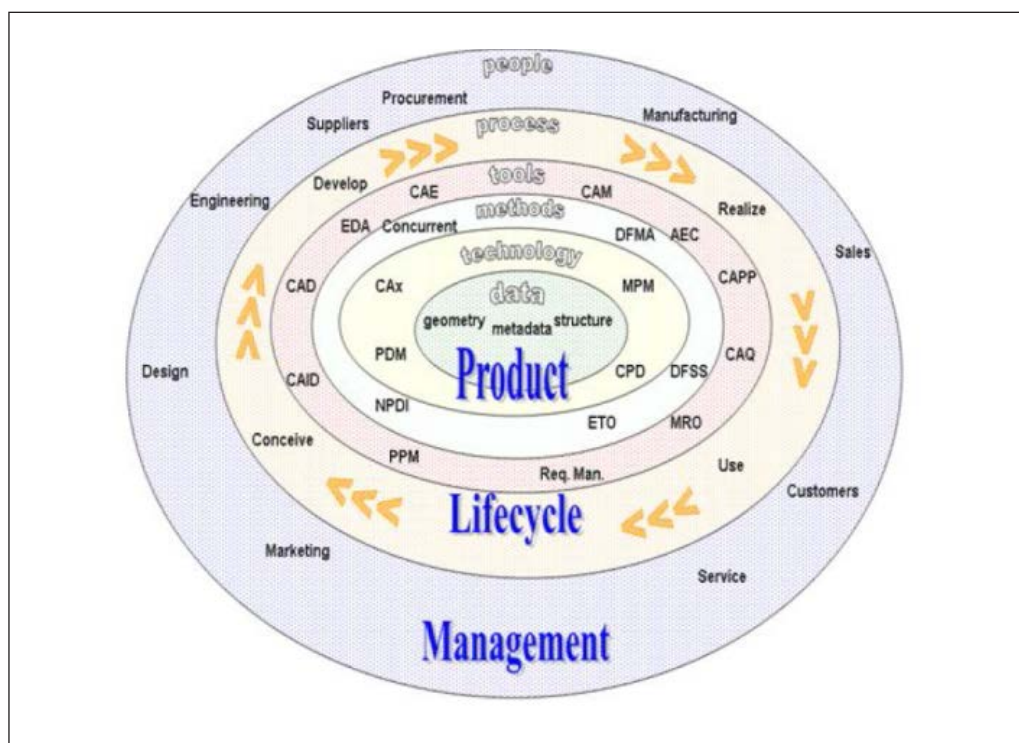 people
Procurement
Manufacturing
Suppliers
process
Develop
tools
CAE
CAM
Engineering
Realize
methods
EDA
Concurrent
DFMA
AEC
Sales
technology
CAPP
CAD
CAx
data
MPM
geometry
metadata
structure
PDM
CAQ
Design
CAID
Product
CPD
DFSS
NPDI
ETO
MRO
Conceive
PPM
Req. Man.
Use
Customers
Lifecycle
Marketing
Service
Management